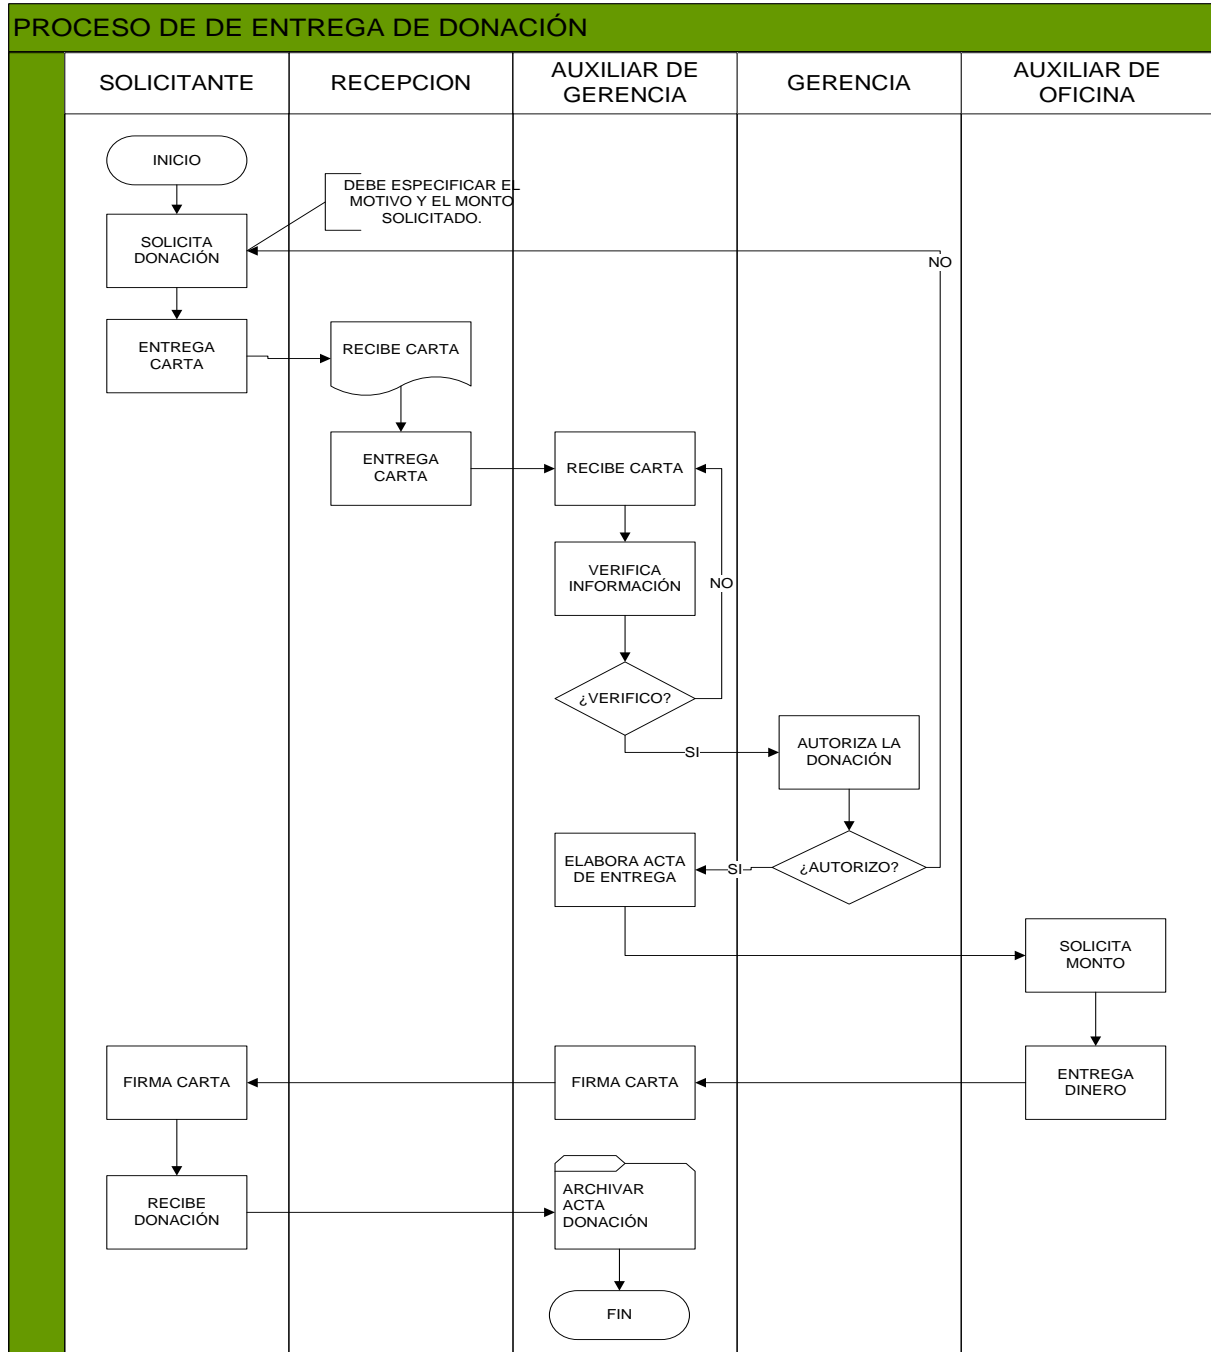 PROCESO DE DE ENTREGA DE DONACIÓN
SOLICITANTE
RECEPCION
AUXILIAR DE
GERENCIA
GERENCIA
AUXILIAR DE
OFICINA
INICIO
DEBE ESPECIFICAR EL
MOTIVO Y EL MONTO
SOLICITADO.
SOLICITA
DONACIÓN
NO
ENTREGA
CARTA
RECIBE CARTA
ENTREGA
CARTA
RECIBE CARTA
VERIFICA
INFORMACIÓN
NO
¿VERIFICO?
SI
AUTORIZA LA
DONACIÓN
ELABORA ACTA
DE ENTREGA
SI
¿AUTORIZO?
SOLICITA
MONTO
FIRMA CARTA
FIRMA CARTA
ENTREGA
DINERO
RECIBE
DONACIÓN
ARCHIVAR
ACTA
DONACIÓN
FIN